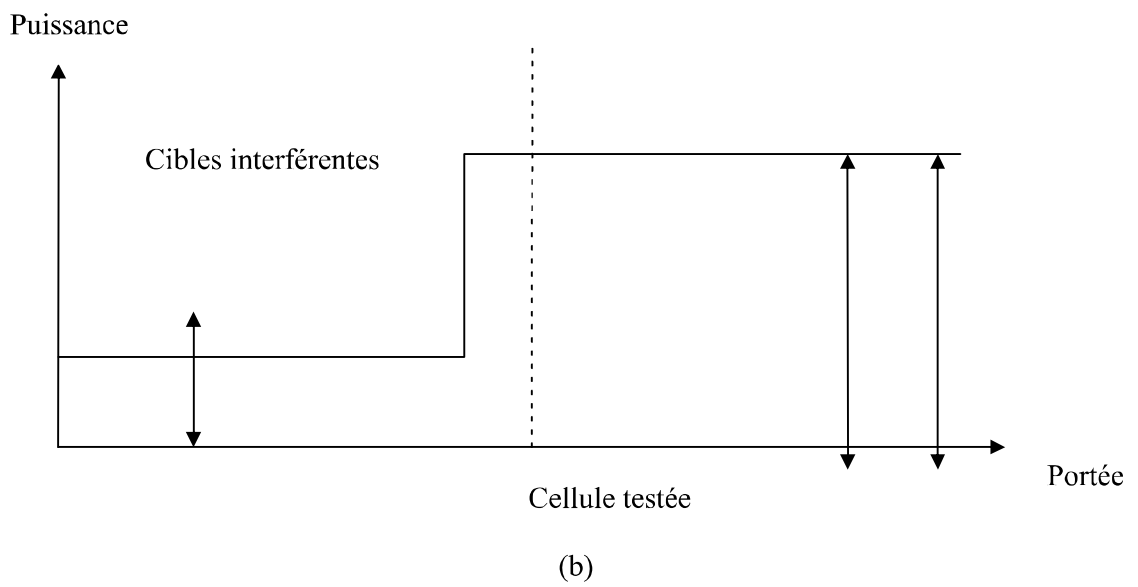 Puissance
Cibles interférentes
Portée
Cellule testée
(b)